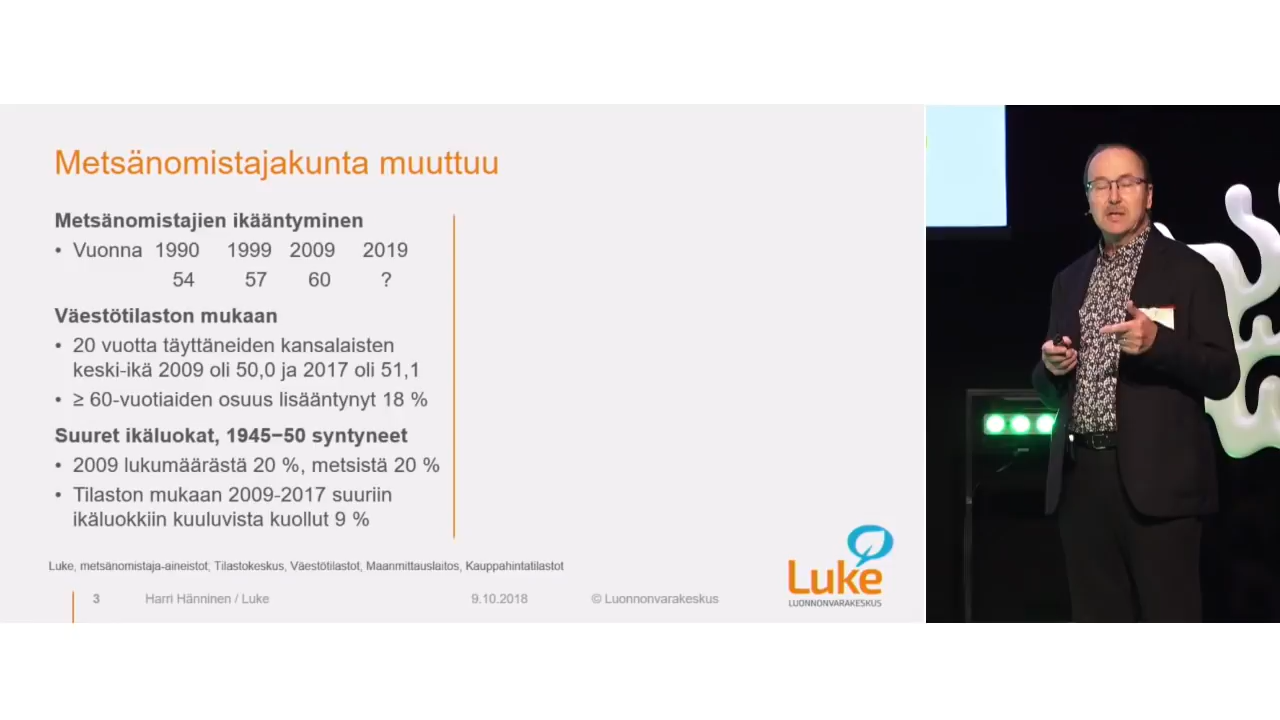 Metsänomistajakunta muuttuu
Metsänomistajien ikääntyminen
• Vuonna 1990 1999 2009 2019
54 57 60 ?
Väestötilaston mukaan
• 20 vuotta täyttäneiden kansalaisten
keski-ikä 2009 oli 50,0 ja 2017 oli 51,1
• ≥ 60-vuotiaiden osuus lisääntynyt 18 %
Suuret ikäluokat, 1945−50 syntyneet
• 2009 lukumäärästä 20 %, metsistä 20 %
• Tilaston mukaan 2009-2017 suuriin
ikäluokkiin kuuluvista kuollut 9 %
Luke, metsänomistaja-aineistot; Tilastokeskus, Väestötilastot, Maanmittauslaitos, Kauppahintatilastot
3 Harri Hänninen / Luke 9.10.2018 © Luonnonvarakeskus
Luke
LUONNONVARAKESKUS